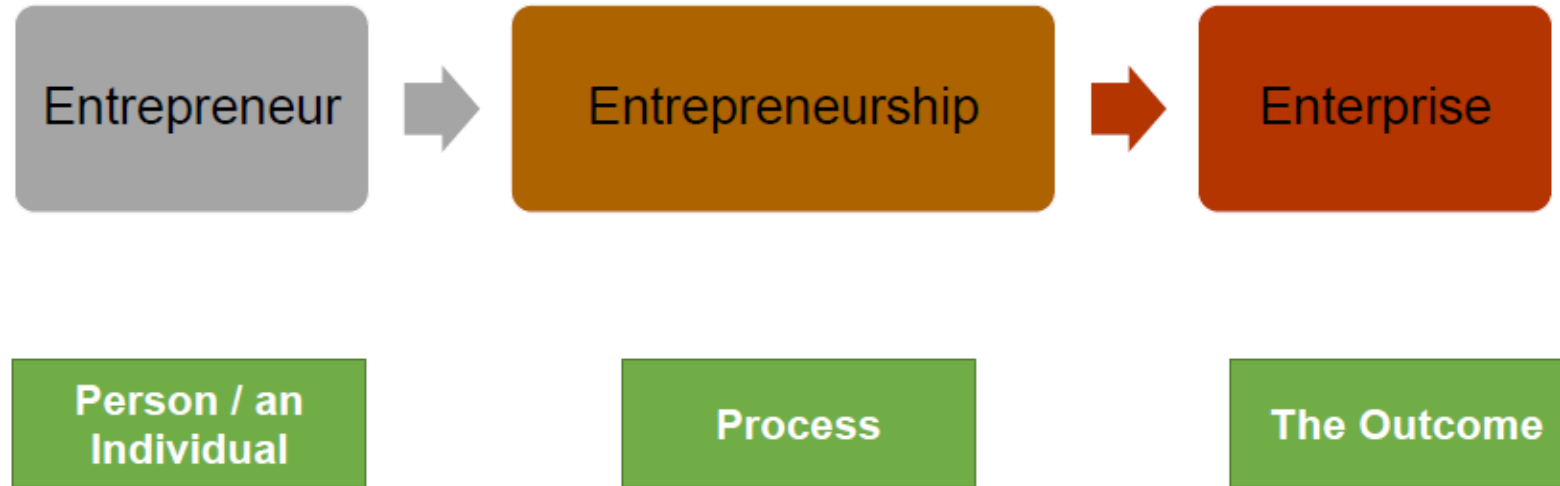 Entrepreneur
Entrepreneurship
Enterprise
Person / an
Individual
Process
The Outcome